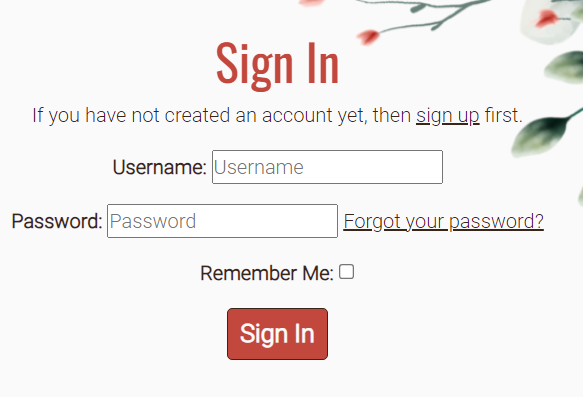 Sign In
If you have not created an account yet, then sign up first.
Username: Username
Password: Password Forgot your password?
Remember Me:
Sign In